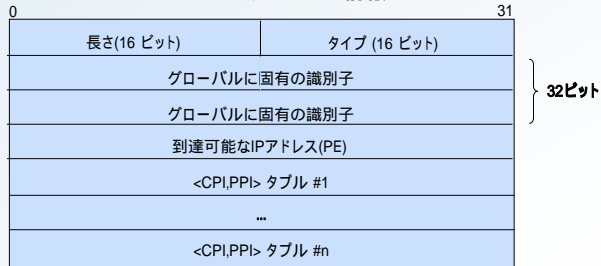 0 31
長さ(16 ビット) タイプ (16 ビット)
グローバルに固有の識別子
グローバルに固有の識別子
32ビット
到達可能なIPアドレス(PE)
<CPI,PPI> タプル #1
...
<CPI,PPI> タプル #n